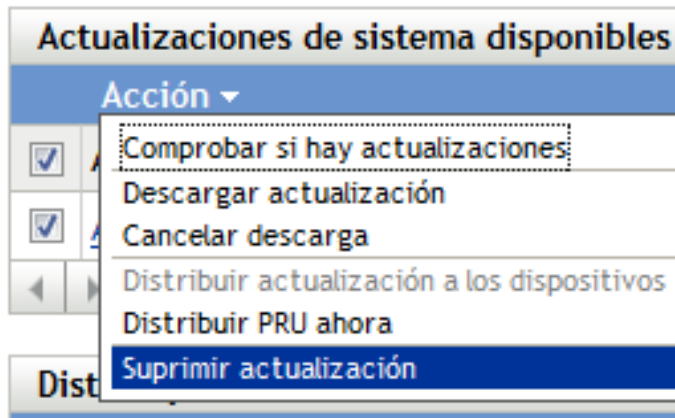 Actualizaciones de sistema disponibles
Acción
Comprobar si hay actualizaciones
Descargar actualización
Cancelar descarga
Distribuir actualización a los dispositivos
Distribuir PRU ahora
Suprimir actualización